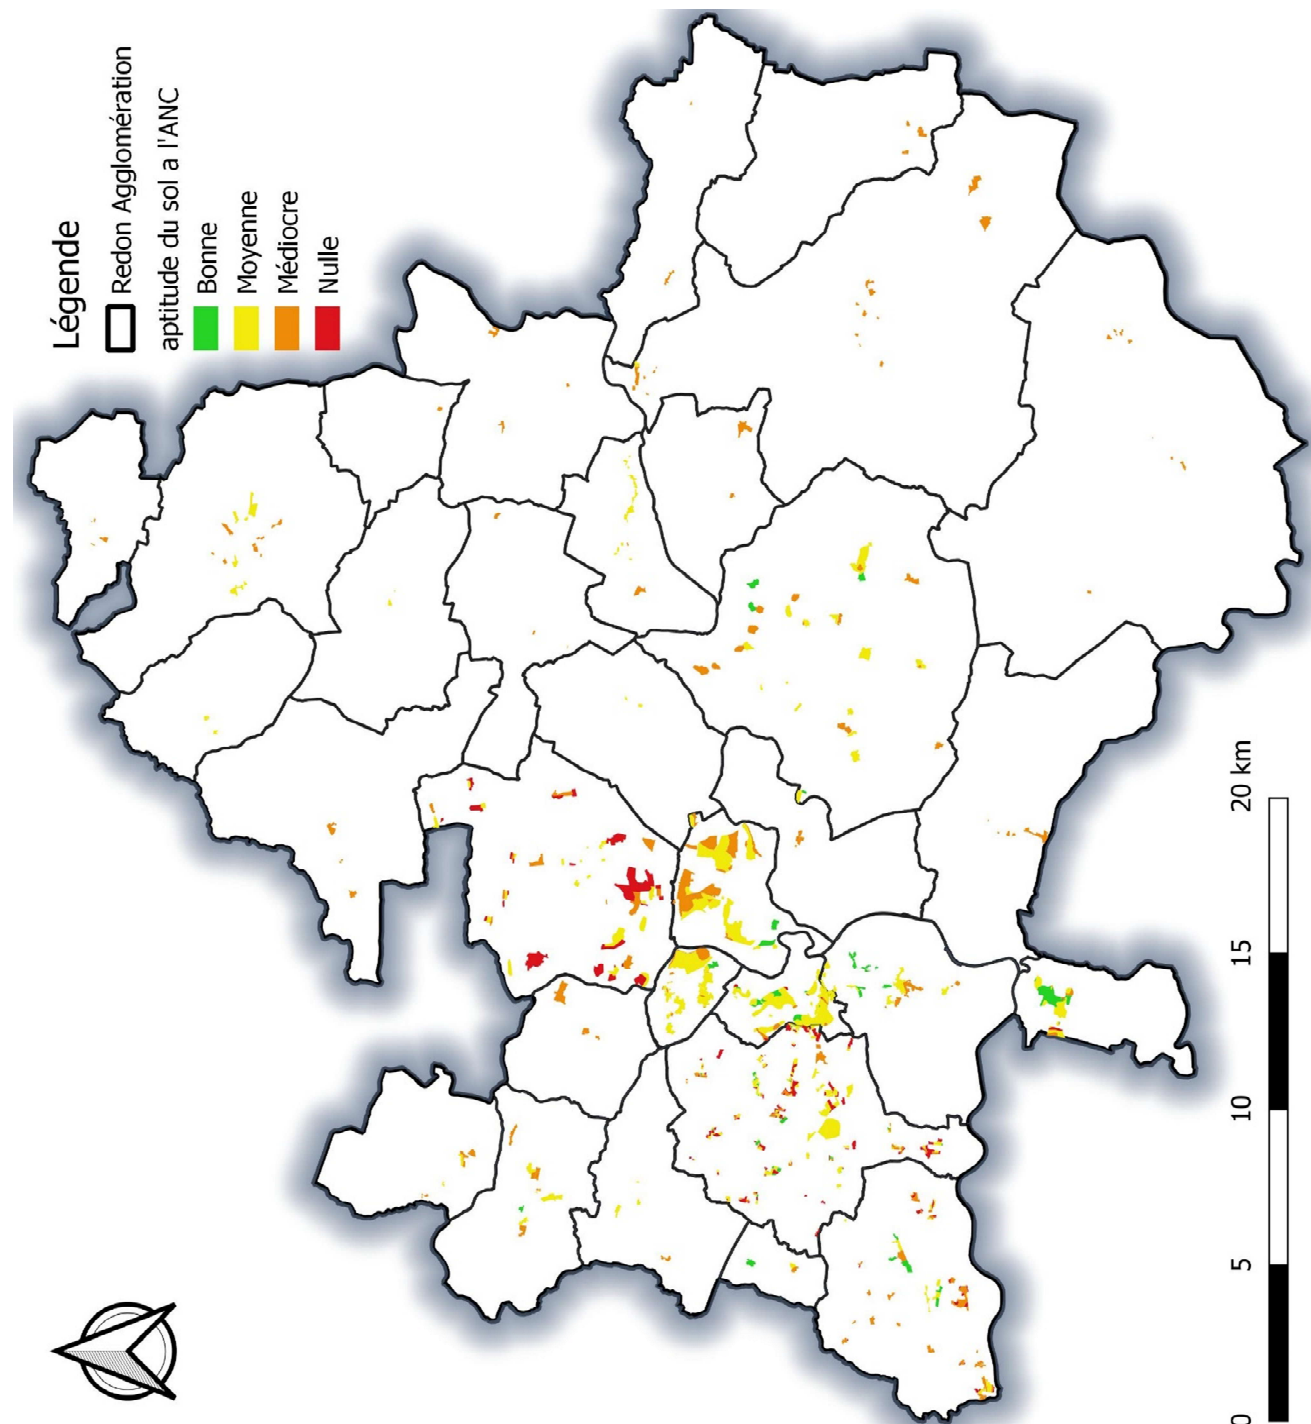 Légende
Redon Agglomération
aptitude du sol a l'ANC
Bonne
Moyenne
Médiocre
Nulle
0 5 10 15 20 km